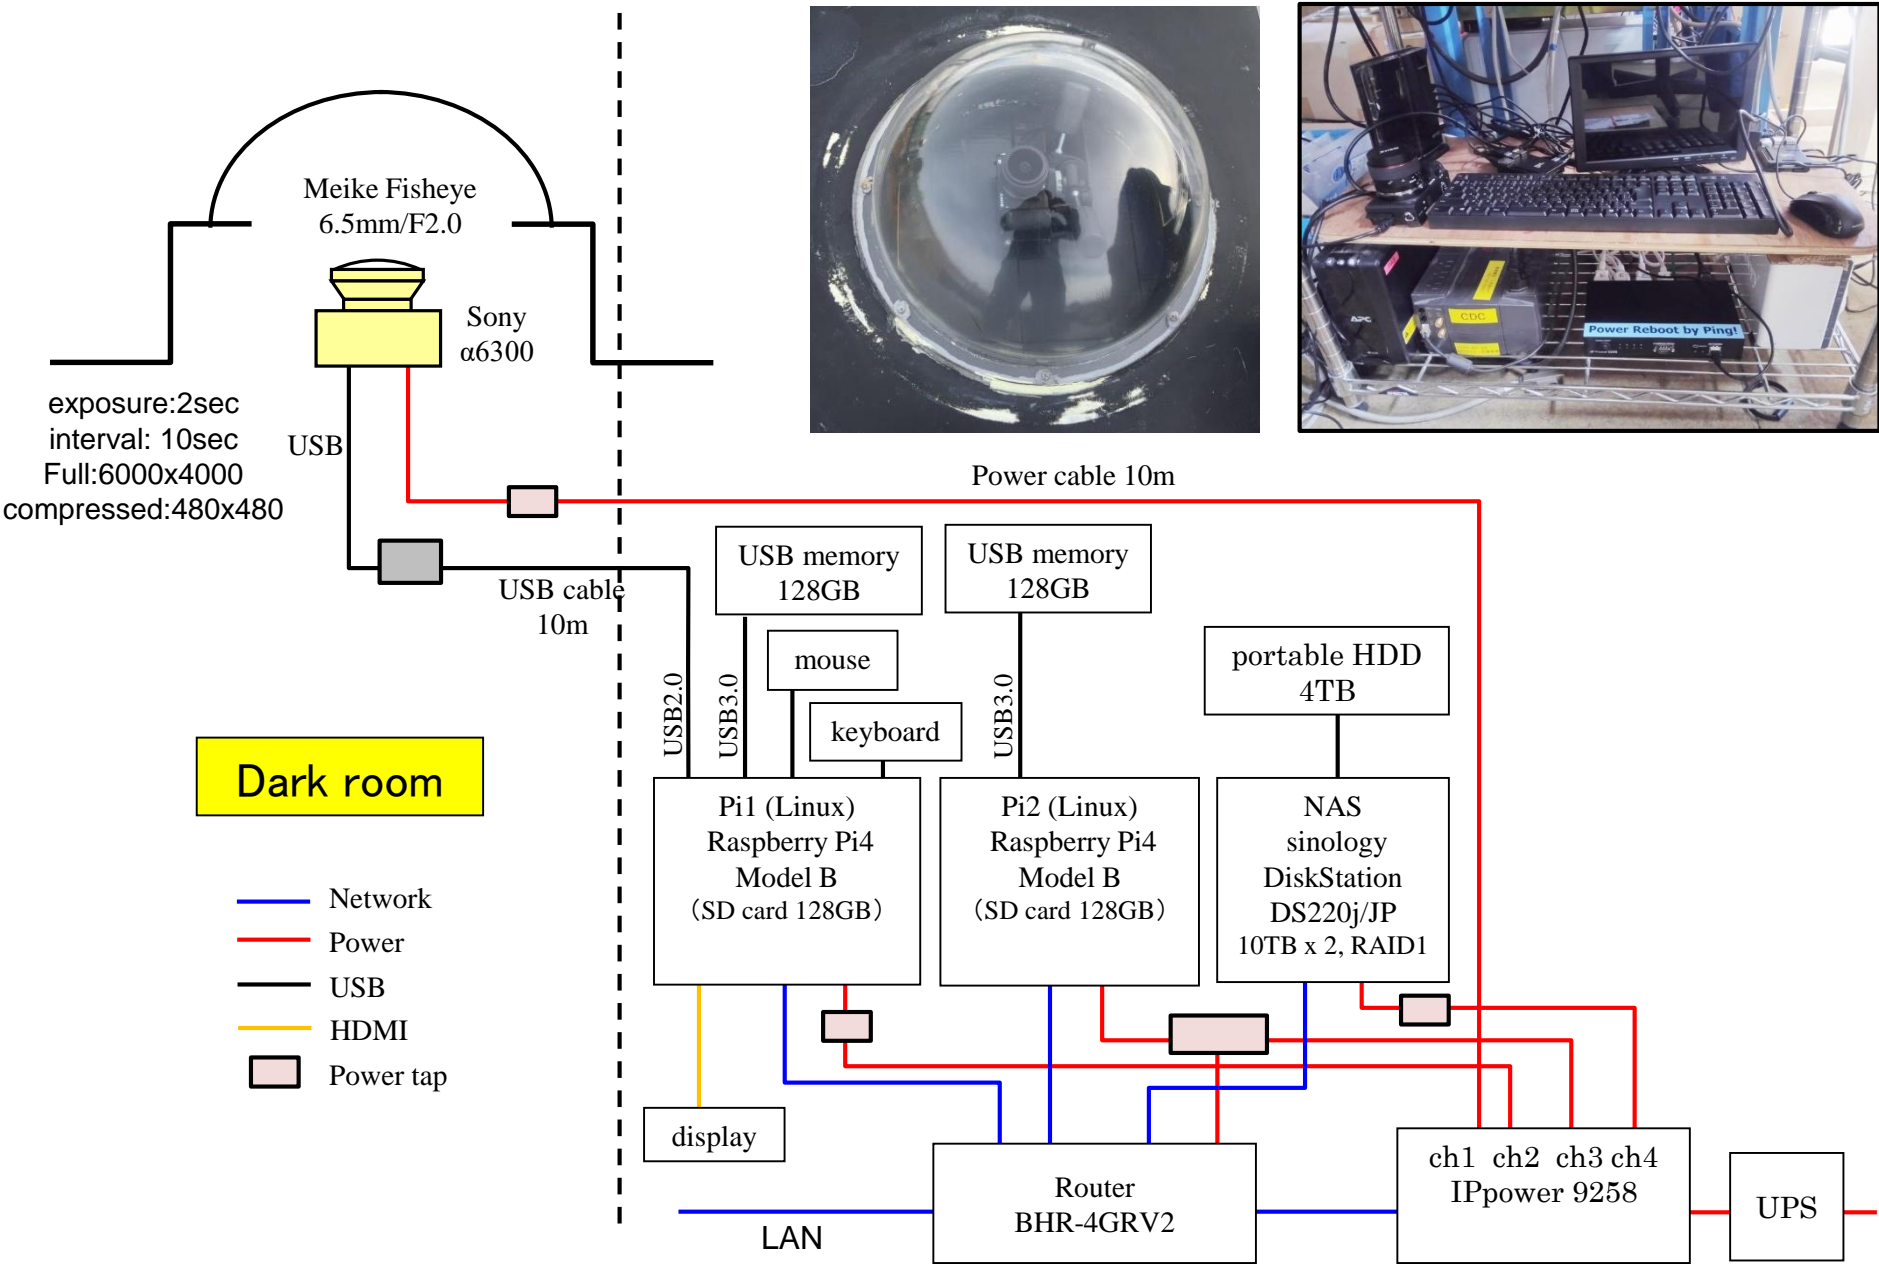 Meike Fisheye
6.5mm/F2.0
Sony
α6300
exposure:2sec
interval: 10sec
Full:6000x4000
compressed:480x480
USB
Power cable 10m
USB cable
10m
USB memory
128GB
USB memory
128GB
mouse
keyboard
portable HDD
4TB
USB2.0
USB3.0
USB3.0
Dark room
Pi1 (Linux)
Raspberry Pi4
Model B
（SD card 128GB）
Pi2 (Linux)
Raspberry Pi4
Model B
（SD card 128GB）
NAS
sinology
DiskStation
DS220j/JP
10TB x 2, RAID1
Network
Power
USB
HDMI
Power tap
display
Router
BHR-4GRV2
LAN
ch1 ch2 ch3 ch4
IPpower 9258
UPS
APC
CDC
Power Reboot by Ping!